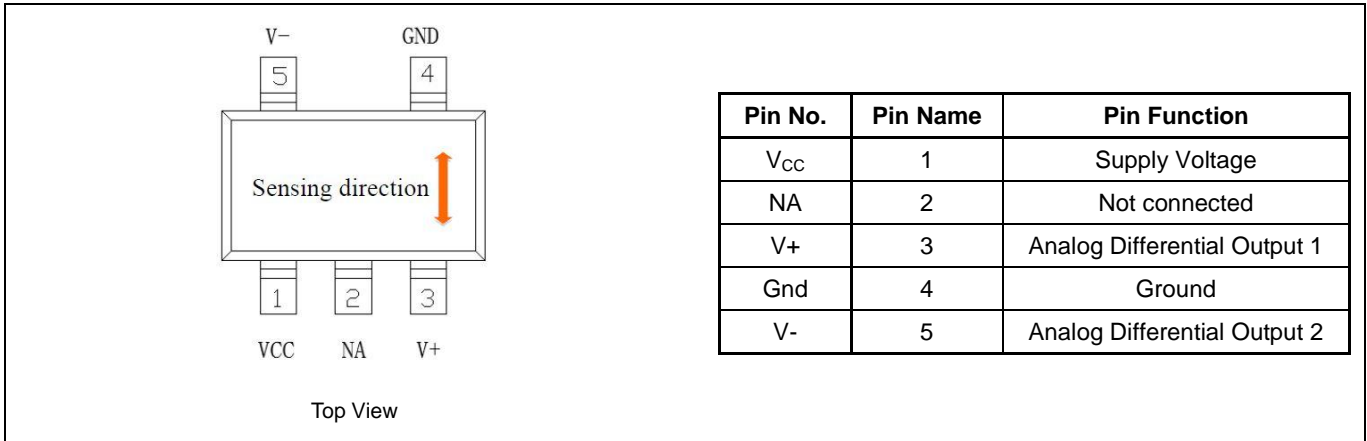 V- GND
5 4
Sensing direction
1 2 3
VCC NA V+
Top View
Pin No. Pin Name Pin Function
VCC 1 Supply Voltage
NA 2 Not connected
V+ 3 Analog Differential Output 1
Gnd 4 Ground
V- 5 Analog Differential Output 2